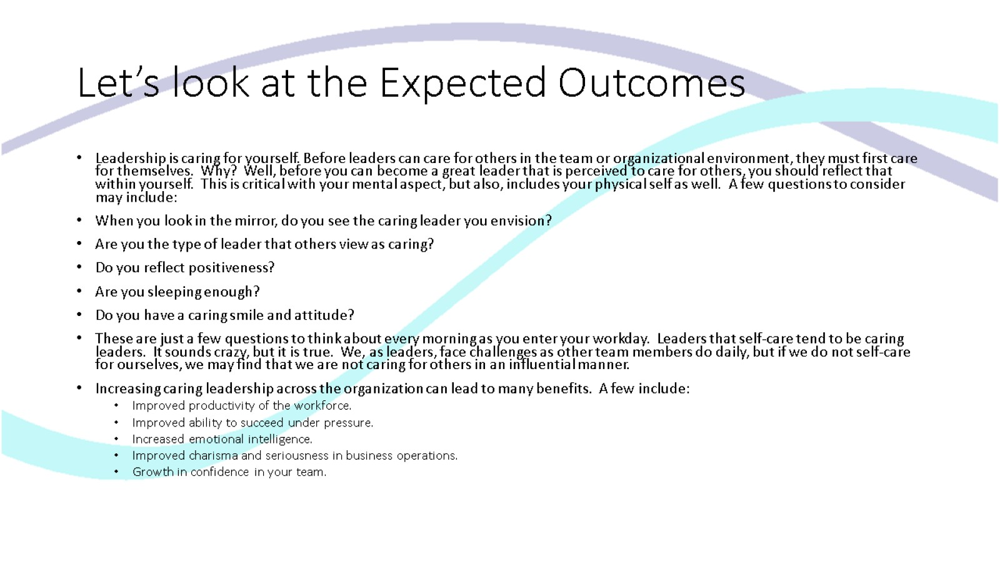 Let’s look at the Expected Outcomes
• Leadership is caring for yourself. Before leaders can care for others in the team or organizational environment, they must first care
for themselves.  Why?  Well, before you can become a great leader that is perceived to care for others, you should reflect that
within yourself.  This is critical with your mental aspect, but also, includes your physical self as well.  A few questions to consider
may include:
• When you look in the mirror, do you see the caring leader you envision?
• Are you the type of leader that others view as caring?
• Do you reflect positiveness?
• Are you sleeping enough?
• Do you have a caring smile and attitude?
• These are just a few questions to think about every morning as you enter your workday.  Leaders that self-care tend to be caring
leaders.  It sounds crazy, but it is true.  We, as leaders, face challenges as other team members do daily, but if we do not self-care
for ourselves, we may find that we are not caring for others in an influential manner.
• Increasing caring leadership across the organization can lead to many benefits.  A few include:
• Improved productivity of the workforce.
• Improved ability to succeed under pressure.
• Increased emotional intelligence.
• Improved charisma and seriousness in business operations.
• Growth in confidence in your team.